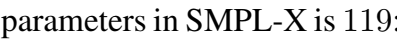 parameters in SMPL-X is 119: